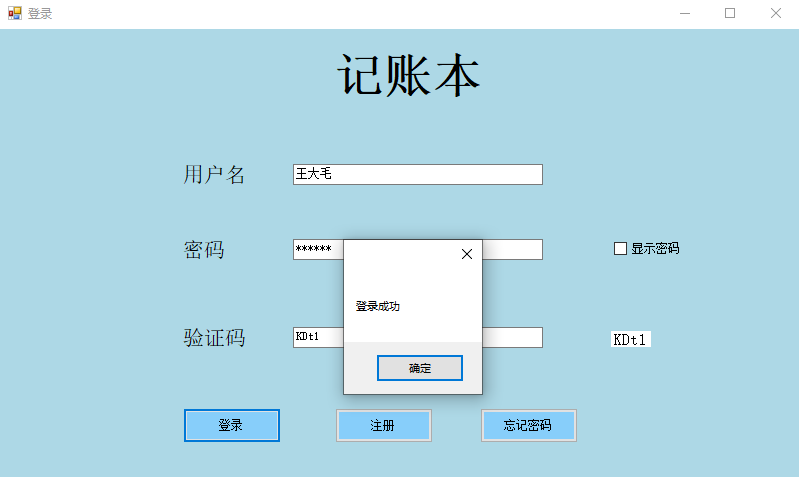 登录
记账本
用户名 王大毛
密码 ****** 显示密码
登录成功
验证码 KDt1 KDt1
确定
登录 注册 忘记密码